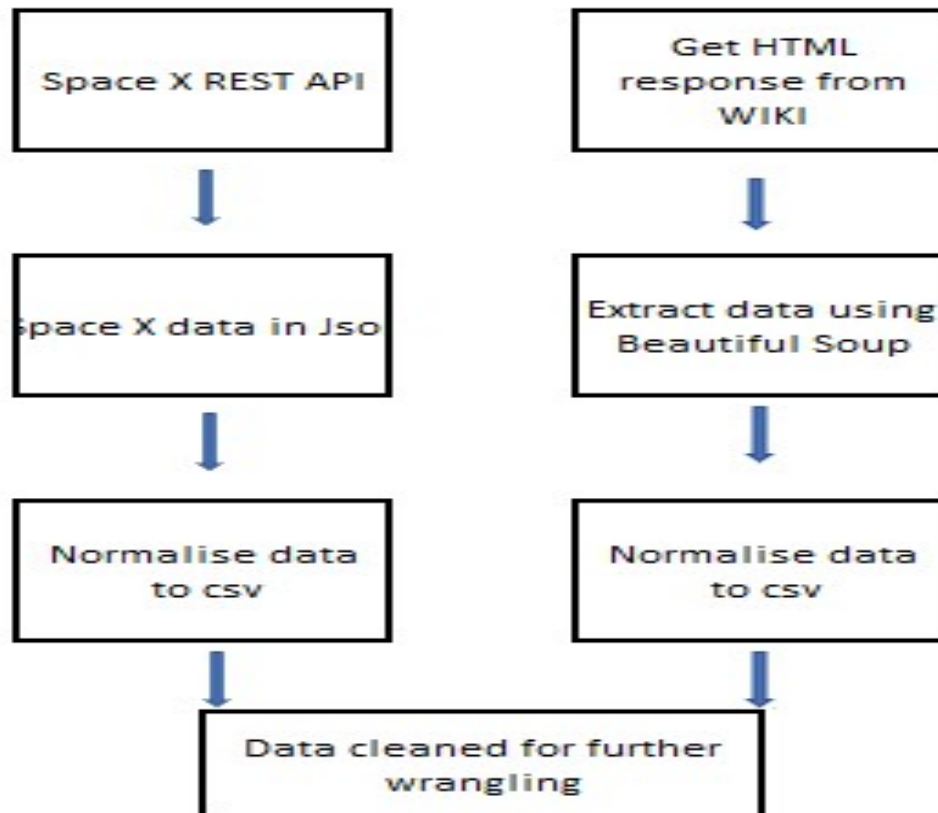 Space X REST API
Space X data in Jso
Normalise data
to csv
Get HTML
response from
WIKI
Extract data using
Beautiful Soup
Normalise data
to csv
Data cleaned for further
wrangling